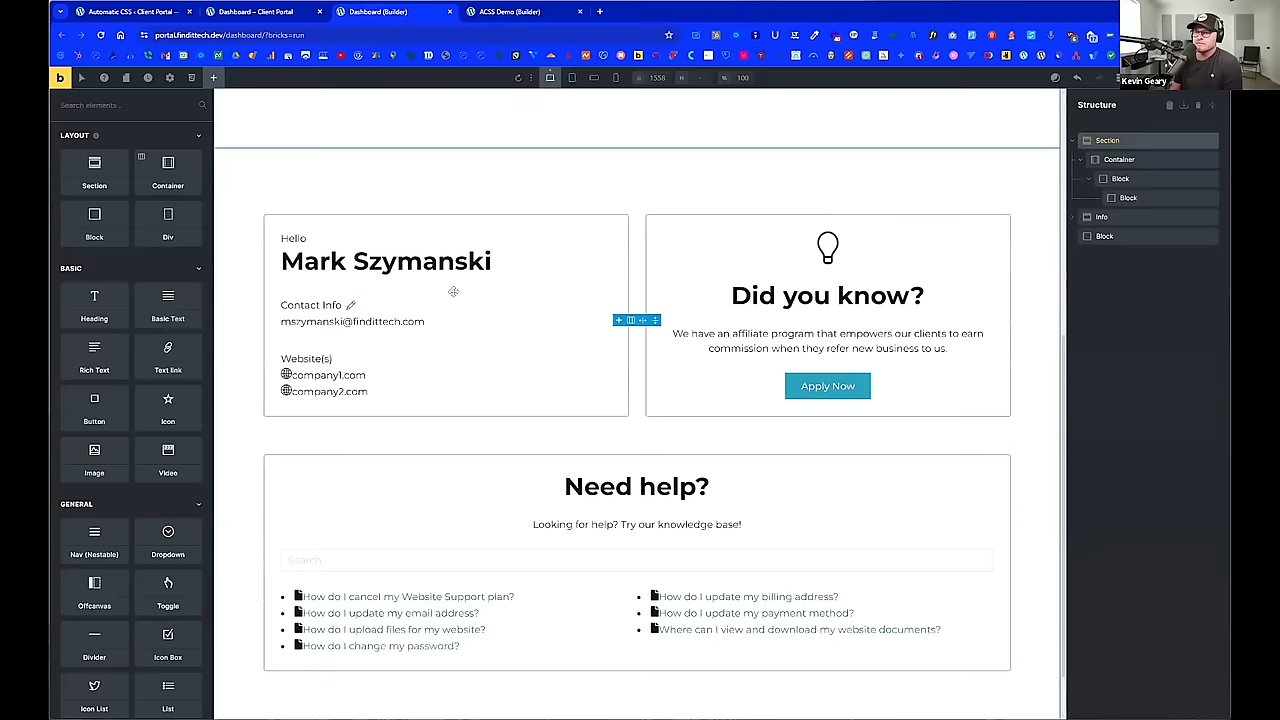 Automatic CSS ‹ Client Portal —
Dashboard – Client Portal
Dashboard (Builder)
ACSS Demo (Builder)
portal.findittech.dev/dashboard/?bricks=run
Kevin Geary
b
1558
H
-
%
100
Search elements ..
LAYOUT
Section
Container
Block
Div
BASIC
Heading
Basic Text
Rich Text
Text link
Button
Icon
Image
Video
GENERAL
Nav (Nestable)
Dropdown
Offcanvas
Toggle
Divider
Icon Box
Icon List
List
Hello
Mark Szymanski
Contact Info
mszymanski@findittech.com
Website(s)
company1.com
company2.com
Did you know?
We have an affiliate program that empowers our clients to earn
commission when they refer new business to us.
Apply Now
Need help?
Looking for help? Try our knowledge base!
Search
How do I cancel my Website Support plan?
How do I update my email address?
How do I upload files for my website?
How do I change my password?
How do I update my billing address?
How do I update my payment method?
Where can I view and download my website documents?
Structure
Section
Container
Block
Block
Info
Block